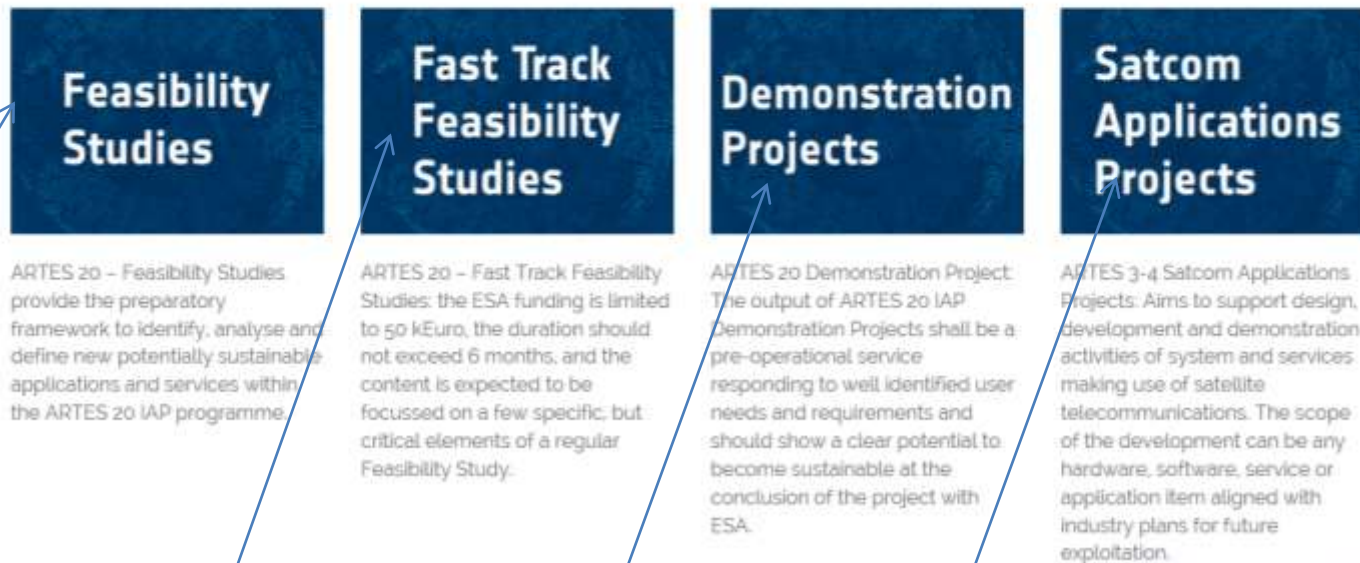 Feasibility
Studies
ARTES 20 – Feasibility Studies
provide the preparatory
framework to identify, analyse and
define new potentially sustainable
applications and services within
the ARTES 20 IAP programme.
Fast Track
Feasibility
Studies
ARTES 20 – Fast Track Feasibility
Studies: the ESA funding is limited
to 50 kEuro, the duration should
not exceed 6 months, and the
content is expected to be
focussed on a few specific, but
critical elements of a regular
Feasibility Study.
Demonstration
Projects
ARTES 20 Demonstration Project:
The output of ARTES 20 IAP
Demonstration Projects shall be a
pre-operational service
responding to well identified user
needs and requirements and
should show a clear potential to
become sustainable at the
conclusion of the project with
ESA.
Satcom
Applications
Projects
ARTES 3-4 Satcom Applications
Projects: Aims to support design,
development and demonstration
activities of system and services
making use of satellite
telecommunications. The scope
of the development can be any
hardware, software, service or
application item aligned with
industry plans for future
exploitation.